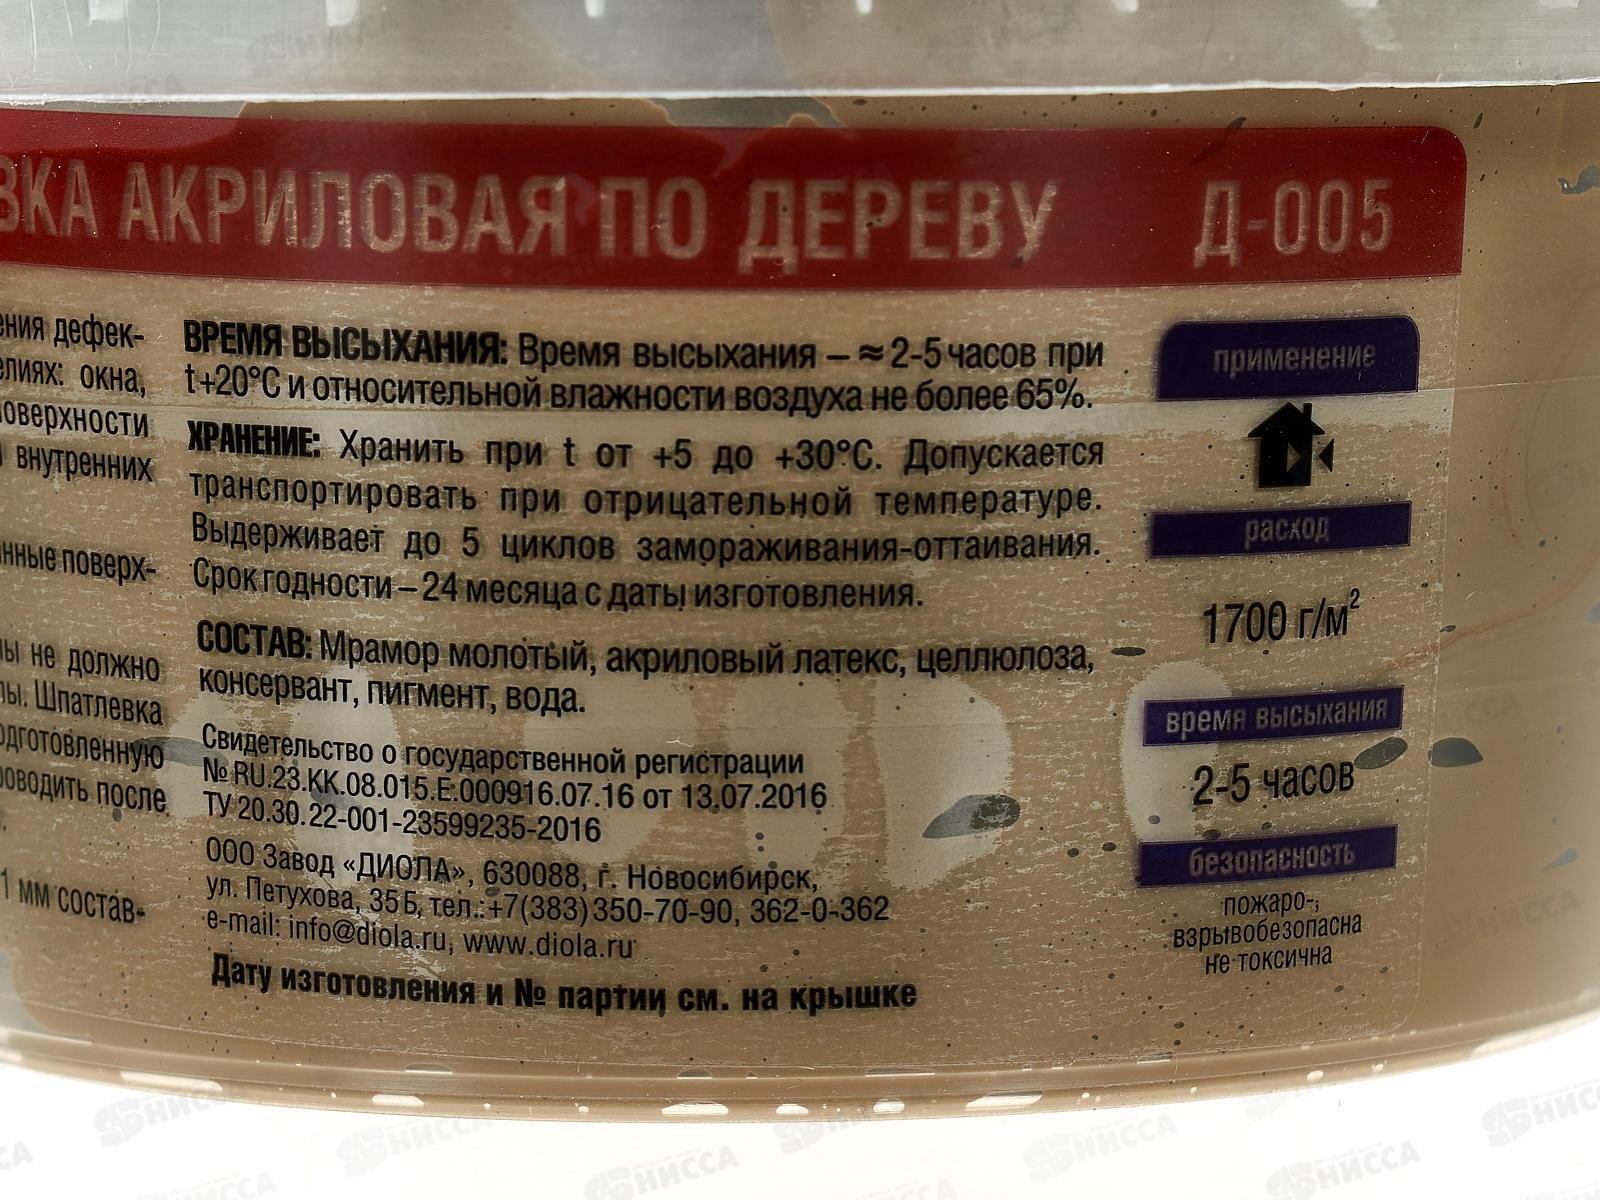 ВКА АКРИЛОВАЯ ПО ДЕРЕВУ Д-005
ения дефек-
елиях: окна,
поверхности
внутренних
нные поверх-
ны не должно
лы. Шпатлевка
одготовленную
роводить после
1 мм состав-
ВРЕМЯ ВЫСЫХАНИЯ: Время высыхания – ≈ 2-5 часов при
t +20°С и относительной влажности воздуха не более 65%.
ХРАНЕНИЕ: Хранить при t от +5 до +30°С. Допускается
транспортировать при отрицательной температуре.
Выдерживает до 5 циклов замораживания-оттаивания.
Срок годности – 24 месяца с даты изготовления.
СОСТАВ: Мрамор молотый, акриловый латекс, целлюлоза,
консервант, пигмент, вода.
Свидетельство о государственной регистрации
№ RU.23.КК.08.015.Е.000916.07.16 от 13.07.2016
ТУ 20.30.22-001-23599235-2016
ООО Завод «ДИОЛА», 630088, г. Новосибирск,
ул. Петухова, 35Б, тел.:+7(383)350-70-90, 362-0-362
e-mail: info@diola.ru, www.diola.ru
Дату изготовления и № партии см. на крышке
применение
расход
1700 г/м²
время высыхания
2-5 часов
безопасность
пожаро-,
взрывобезопасна
не токсична